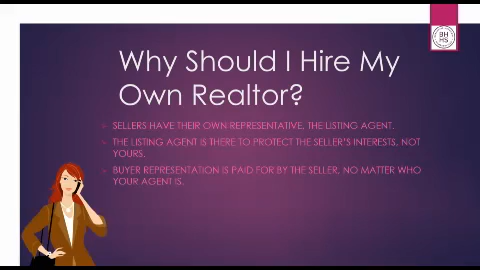 BH
HS
Why Should I Hire My
Own Realtor?
SELLERS HAVE THEIR OWN REPRESENTATIVE, THE LISTING AGENT.
THE LISTING AGENT IS THERE TO PROTECT THE SELLER'S INTERESTS, NOT
YOURS.
BUYER REPRESENTATION IS PAID FOR BY THE SELLER, NO MATTER WHO
YOUR AGENT IS.